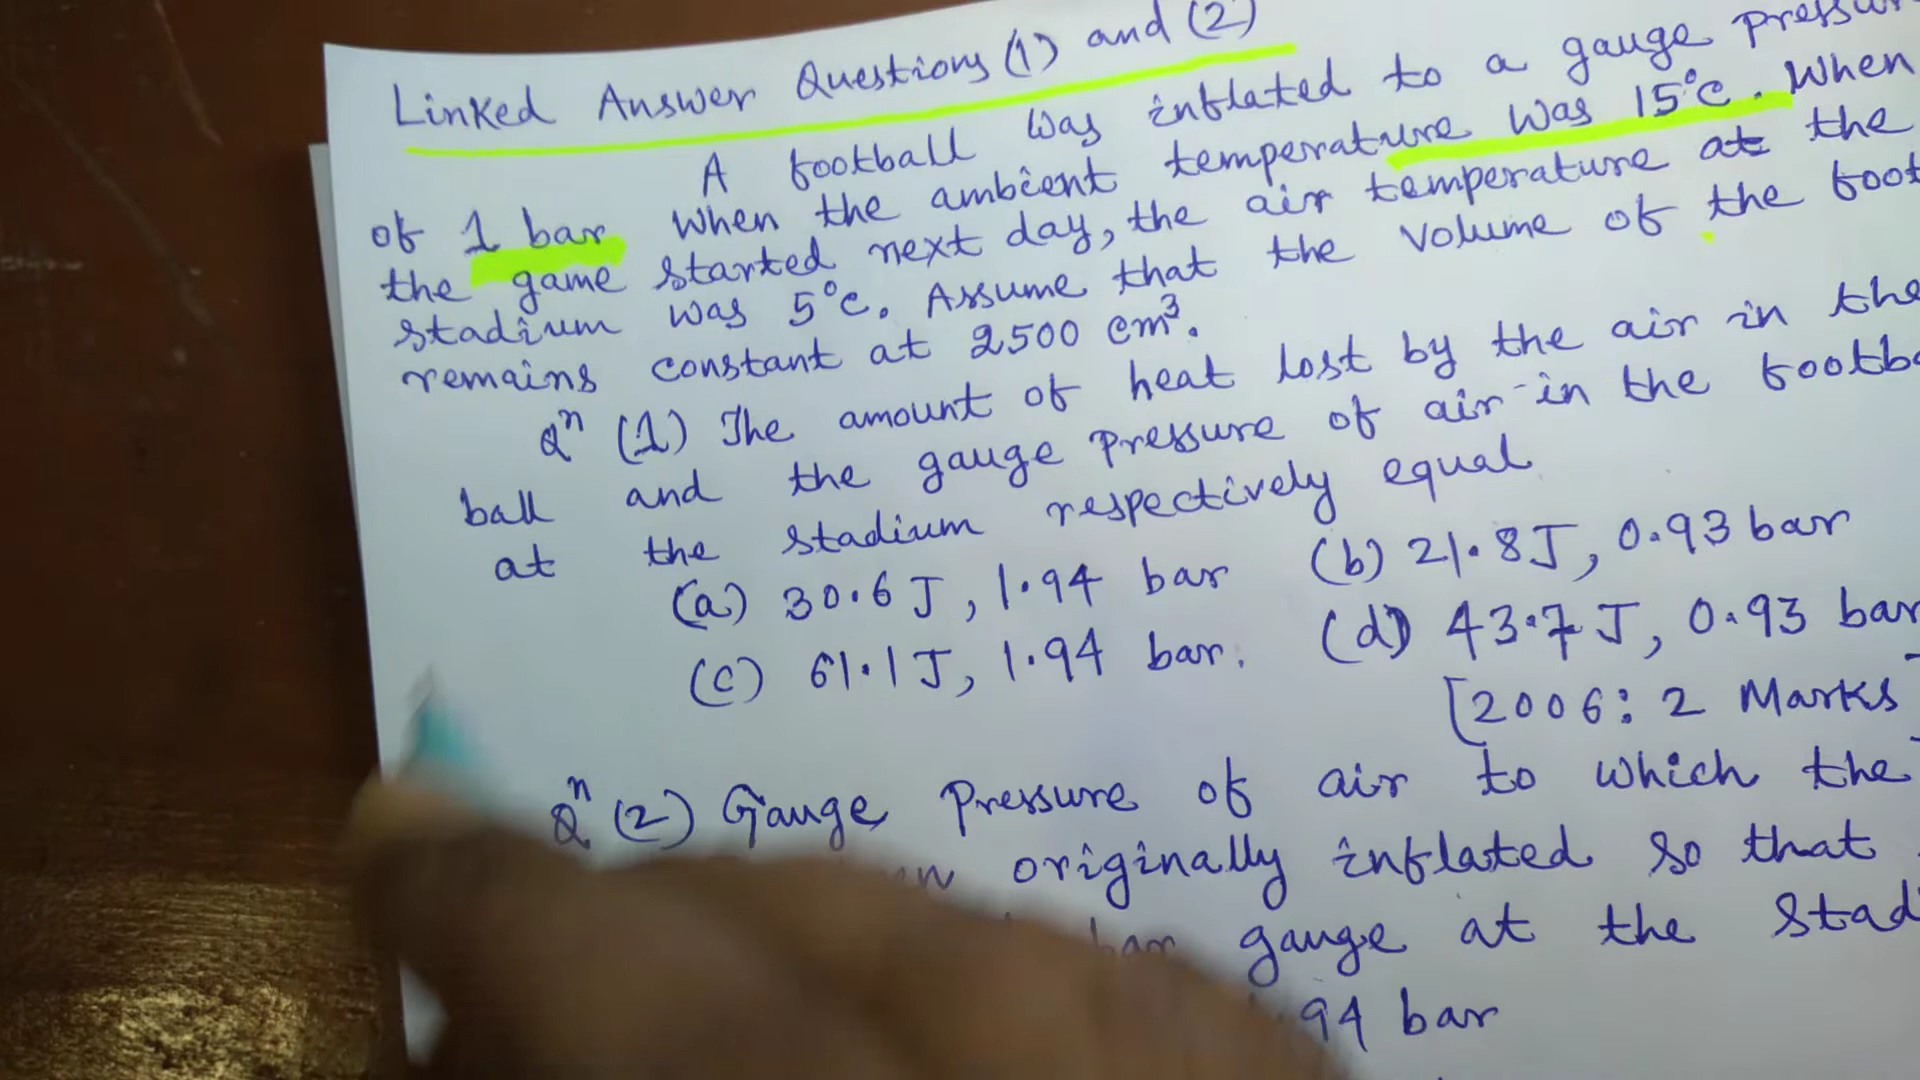 Linked Answer Questions (1) and (2)
A football was inflated to a gauge
of 1 bar when the ambient temperature was 15°C. When
the game started next day, the air temperature at the
stadium was 5°C. Assume that the volume of the
remains constant at 2500 cm³.
Qⁿ (1) The amount of heat lost by the air in the
ball and the gauge pressure of air in the
at the stadium respectively equal
(a) 30.6 J, 1.94 bar (b) 21.8 J, 0.93 bar
(c) 61.1 J, 1.94 bar. (d) 43.7 J, 0.93 bar
[2006: 2 Marks
Qⁿ (2) Gauge pressure of air to which the
originally inflated so that
bar gauge at the
94 bar